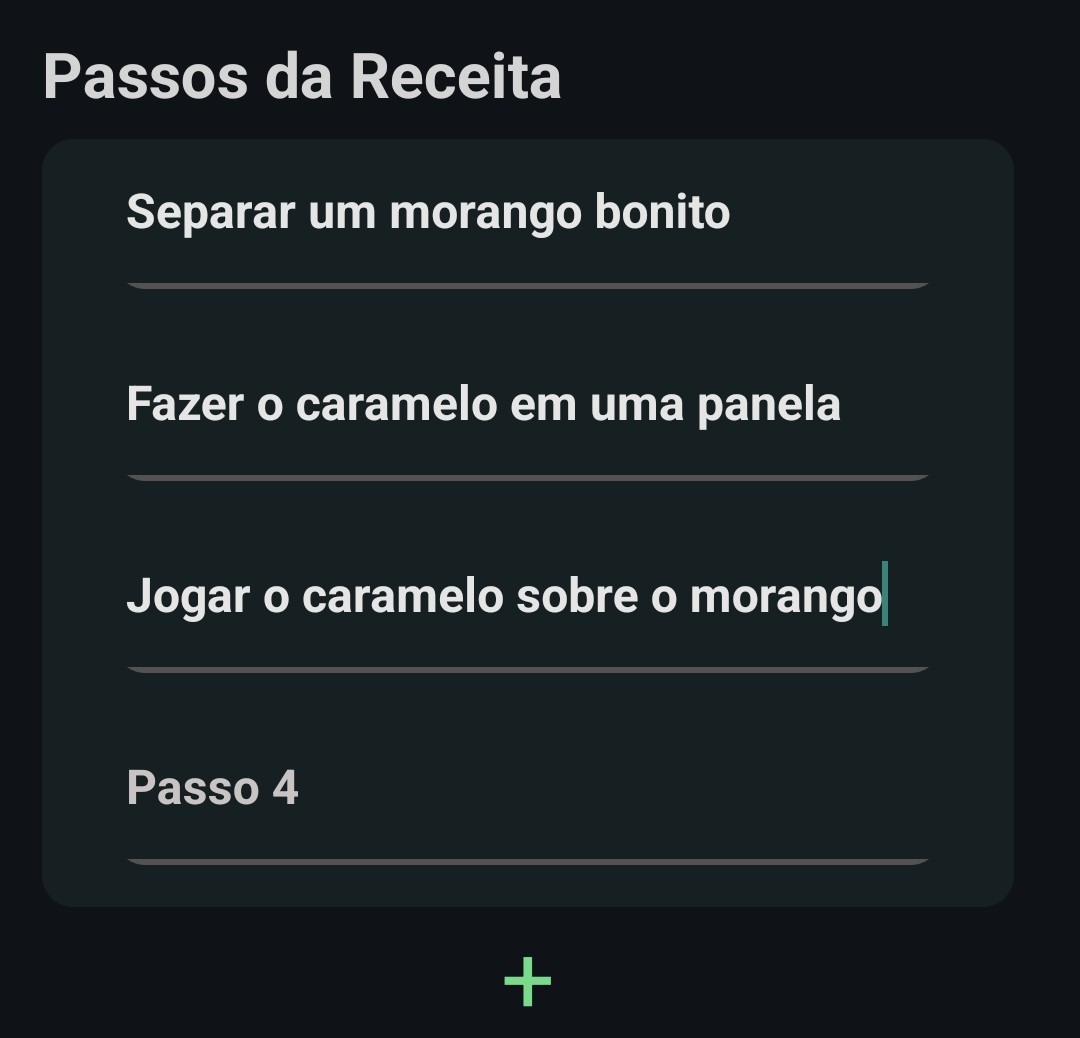 Passos da Receita
Separar um morango bonito
Fazer o caramelo em uma panela
Jogar o caramelo sobre o morango
Passo 4
+